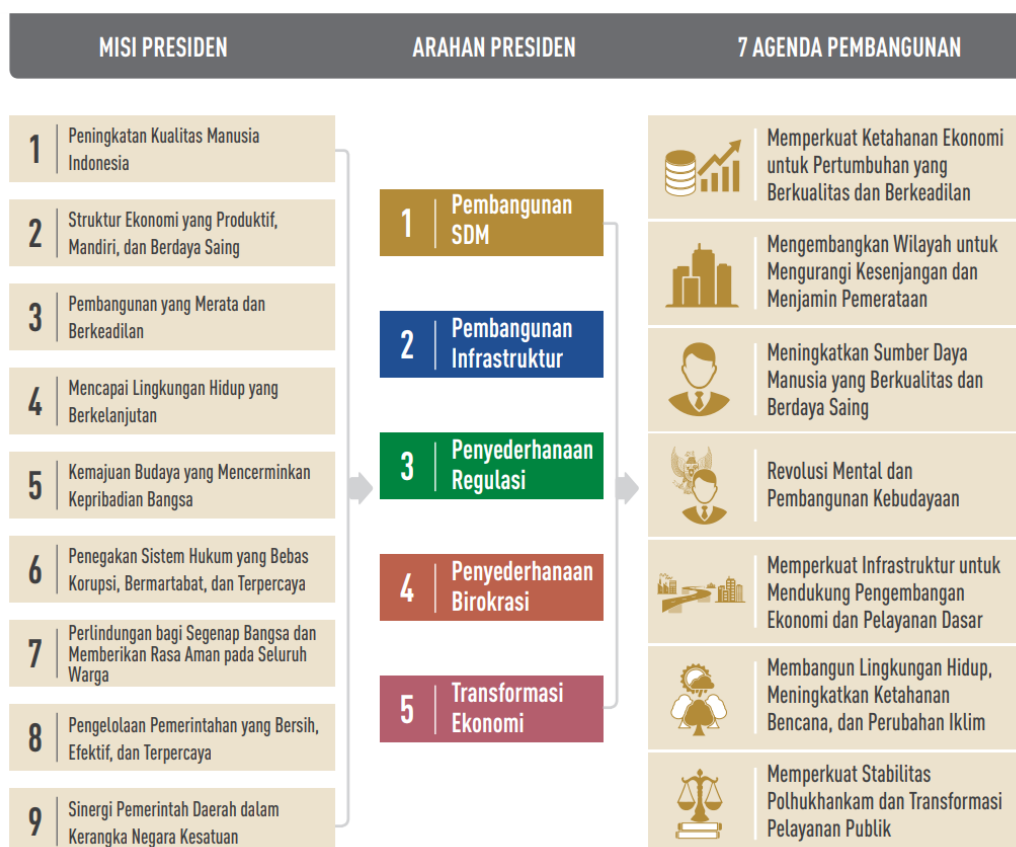 MISI PRESIDEN
ARAHAN PRESIDEN
7 AGENDA PEMBANGUNAN
1
Peningkatan Kualitas Manusia
Indonesia
2
Struktur Ekonomi yang Produktif,
Mandiri, dan Berdaya Saing
3
Pembangunan yang Merata dan
Berkeadilan
4
Mencapai Lingkungan Hidup yang
Berkelanjutan
5
Kemajuan Budaya yang Mencerminkan
Kepribadian Bangsa
6
Penegakan Sistem Hukum yang Bebas
Korupsi, Bermartabat, dan Terpercaya
7
Perlindungan bagi Segenap Bangsa dan
Memberikan Rasa Aman pada Seluruh
Warga
8
Pengelolaan Pemerintahan yang Bersih,
Efektif, dan Terpercaya
9
Sinergi Pemerintah Daerah dalam
Kerangka Negara Kesatuan
1
Pembangunan
SDM
2
Pembangunan
Infrastruktur
3
Penyederhanaan
Regulasi
4
Penyederhanaan
Birokrasi
5
Transformasi
Ekonomi
Memperkuat Ketahanan Ekonomi
untuk Pertumbuhan yang
Berkualitas dan Berkeadilan
Mengembangkan Wilayah untuk
Mengurangi Kesenjangan dan
Menjamin Pemerataan
Meningkatkan Sumber Daya
Manusia yang Berkualitas dan
Berdaya Saing
Revolusi Mental dan
Pembangunan Kebudayaan
Memperkuat Infrastruktur untuk
Mendukung Pengembangan
Ekonomi dan Pelayanan Dasar
Membangun Lingkungan Hidup,
Meningkatkan Ketahanan
Bencana, dan Perubahan Iklim
Memperkuat Stabilitas
Polhukhankam dan Transformasi
Pelayanan Publik